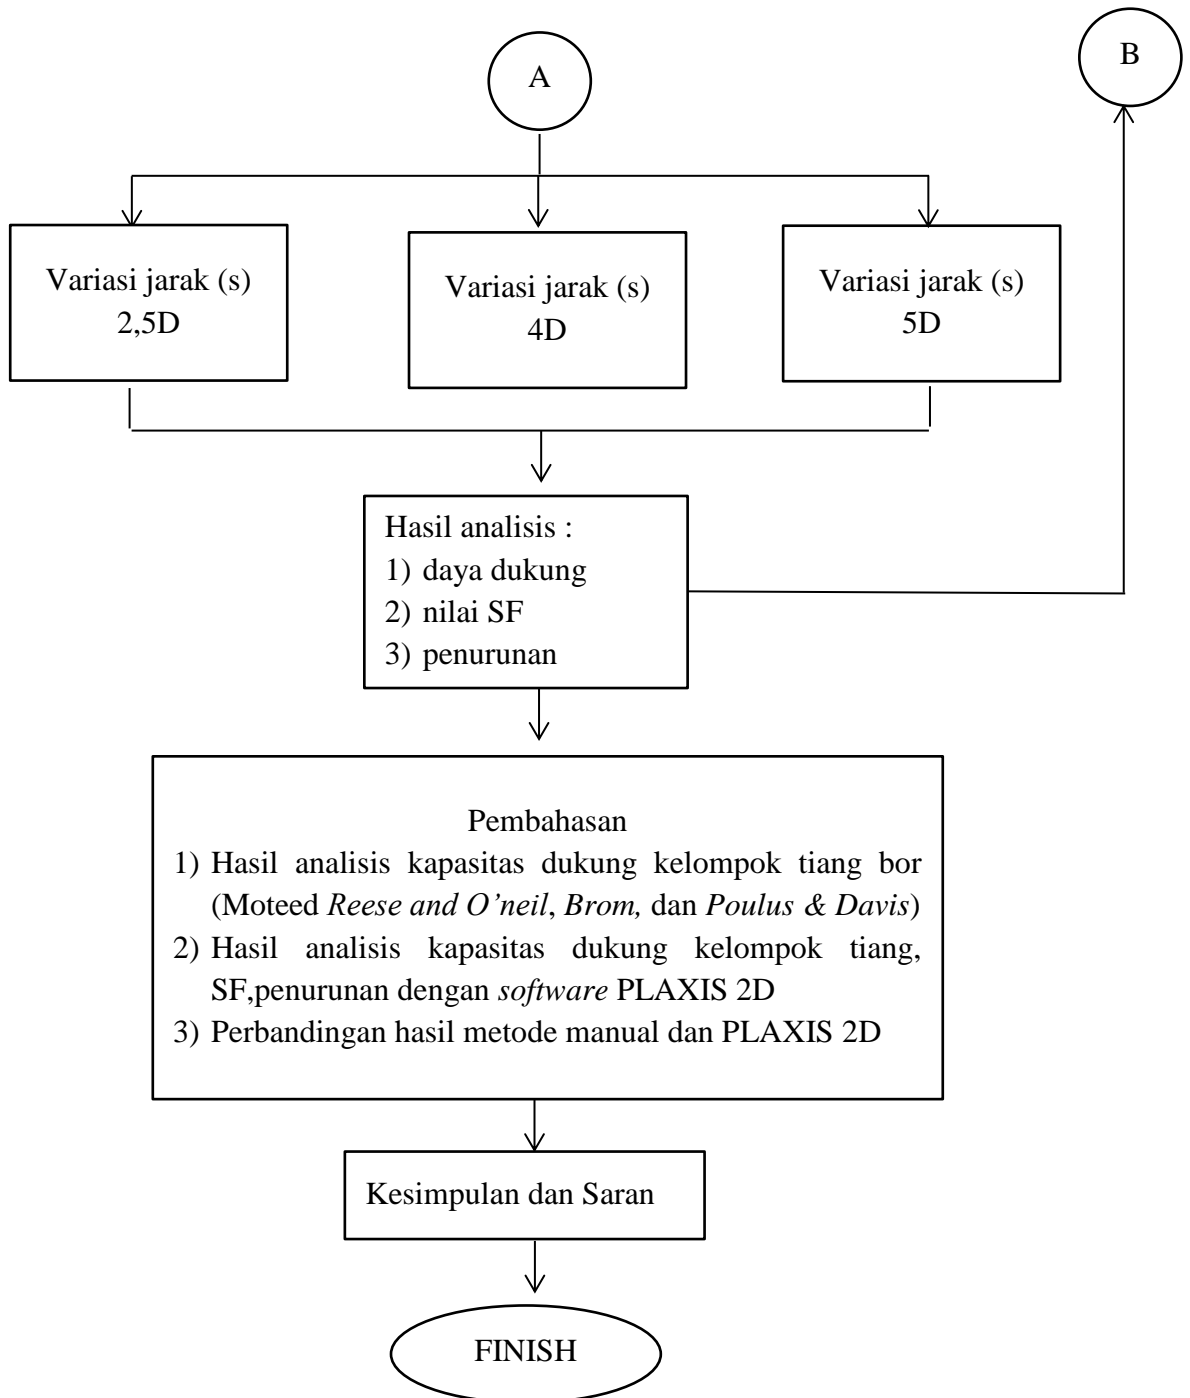 A
B
Variasi jarak (s)
2,5D
Variasi jarak (s)
4D
Variasi jarak (s)
5D
Hasil analisis :
1) daya dukung
2) nilai SF
3) penurunan
Pembahasan
1) Hasil analisis kapasitas dukung kelompok tiang bor
(Moteed Reese and O’neil, Brom, dan Poulus & Davis)
2) Hasil analisis kapasitas dukung kelompok tiang,
SF,penurunan dengan software PLAXIS 2D
3) Perbandingan hasil metode manual dan PLAXIS 2D
Kesimpulan dan Saran
FINISH